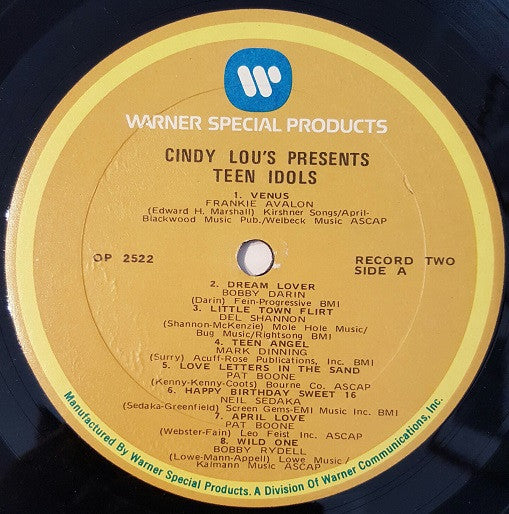 WARNER SPECIAL PRODUCTS
CINDY LOU'S PRESENTS
TEEN IDOLS
1. VENUS
FRANKIE AVALON
(Edward H. Marshall) Kirshner Songs/April-
Blackwood Music Pub./Welbeck Music ASCAP
OP 2522
RECORD TWO
SIDE A
2. DREAM LOVER
BOBBY DARIN
(Darin) Fein-Progressive BMI
3. LITTLE TOWN FLIRT
DEL SHANNON
(Shannon-McKenzie) Mole Hole Music/
Bug Music/Rightsong BMI
4. TEEN ANGEL
MARK DINNING
(Surry) Acuff-Rose Publications, Inc. BMI
5. LOVE LETTERS IN THE SAND
PAT BOONE
(Kenny-Kenny-Coots) Bourne Co. ASCAP
6. HAPPY BIRTHDAY SWEET 16
NEIL SEDAKA
(Sedaka-Greenfield) Screen Gems-EMI Music Inc. BMI
7. APRIL LOVE
PAT BOONE
(Webster-Fain) Leo Feist Inc. ASCAP
8. WILD ONE
BOBBY RYDELL
(Lowe-Mann-Appell) Lowe Music/
Kalmann Music ASCAP
Manufactured By Warner Special Products. A Division Of Warner Communications, Inc.